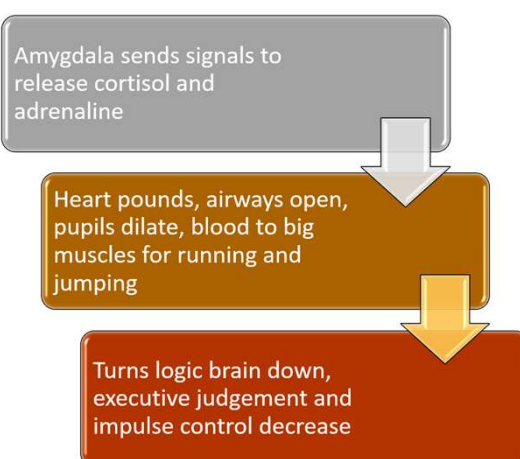 Amygdala sends signals to
release cortisol and
adrenaline
Heart pounds, airways open,
pupils dilate, blood to big
muscles for running and
jumping
Turns logic brain down,
executive judgement and
impulse control decrease